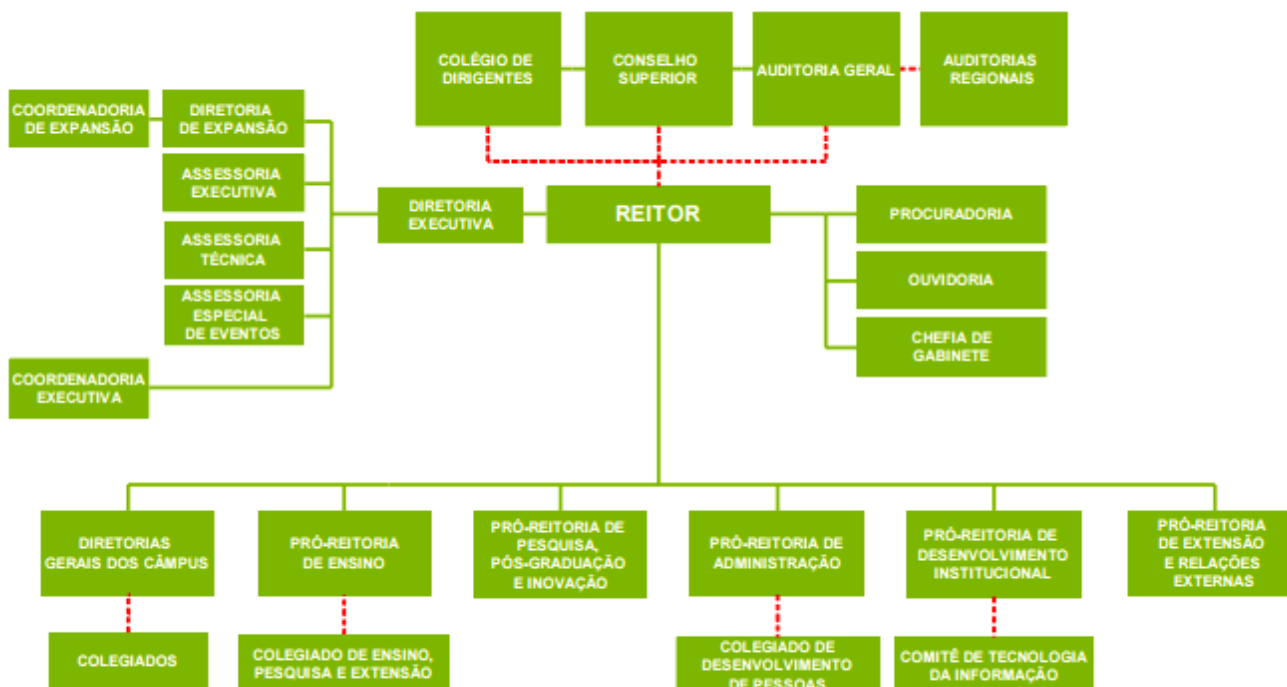 COLÉGIO DE
DIRIGENTES
CONSELHO
SUPERIOR
AUDITORIA GERAL
AUDITORIAS
REGIONAIS
COORDENADORIA
DE EXPANSÃO
DIRETORIA
DE EXPANSÃO
ASSESSORIA
EXECUTIVA
ASSESSORIA
TÉCNICA
ASSESSORIA
ESPECIAL
DE EVENTOS
COORDENADORIA
EXECUTIVA
DIRETORIA
EXECUTIVA
REITOR
PROCURADORIA
OUVIDORIA
CHEFIA DE
GABINETE
DIRETORIAS
GERAIS DOS CÂMPUS
PRÓ-REITORIA
DE ENSINO
PRÓ-REITORIA DE
PESQUISA,
PÓS-GRADUAÇÃO
E INOVAÇÃO
PRÓ-REITORIA DE
ADMINISTRAÇÃO
PRÓ-REITORIA DE
DESENVOLVIMENTO
INSTITUCIONAL
PRÓ-REITORIA
DE EXTENSÃO
E RELAÇÕES
EXTERNAS
COLEGIADOS
COLEGIADO DE ENSINO,
PESQUISA E EXTENSÃO
COLEGIADO DE
DESENVOLVIMENTO
DE PESSOAS
COMITÊ DE TECNOLOGIA
DA INFORMAÇÃO